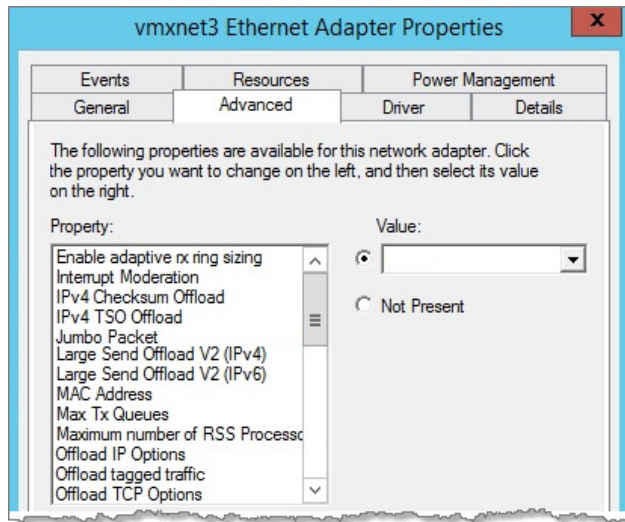 vmxnet3 Ethernet Adapter Properties
x
Events Resources Power Management
General Advanced Driver Details
The following properties are available for this network adapter. Click
the property you want to change on the left, and then select its value
on the right.
Property: Value:
Enable adaptive rx ring sizing
Interrupt Moderation
IPv4 Checksum Offload
IPv4 TSO Offload
Jumbo Packet
Large Send Offload V2 (IPv4)
Large Send Offload V2 (IPv6)
MAC Address
Max Tx Queues
Maximum number of RSS Processo
Offload IP Options
Offload tagged traffic
Offload TCP Options
Not Present